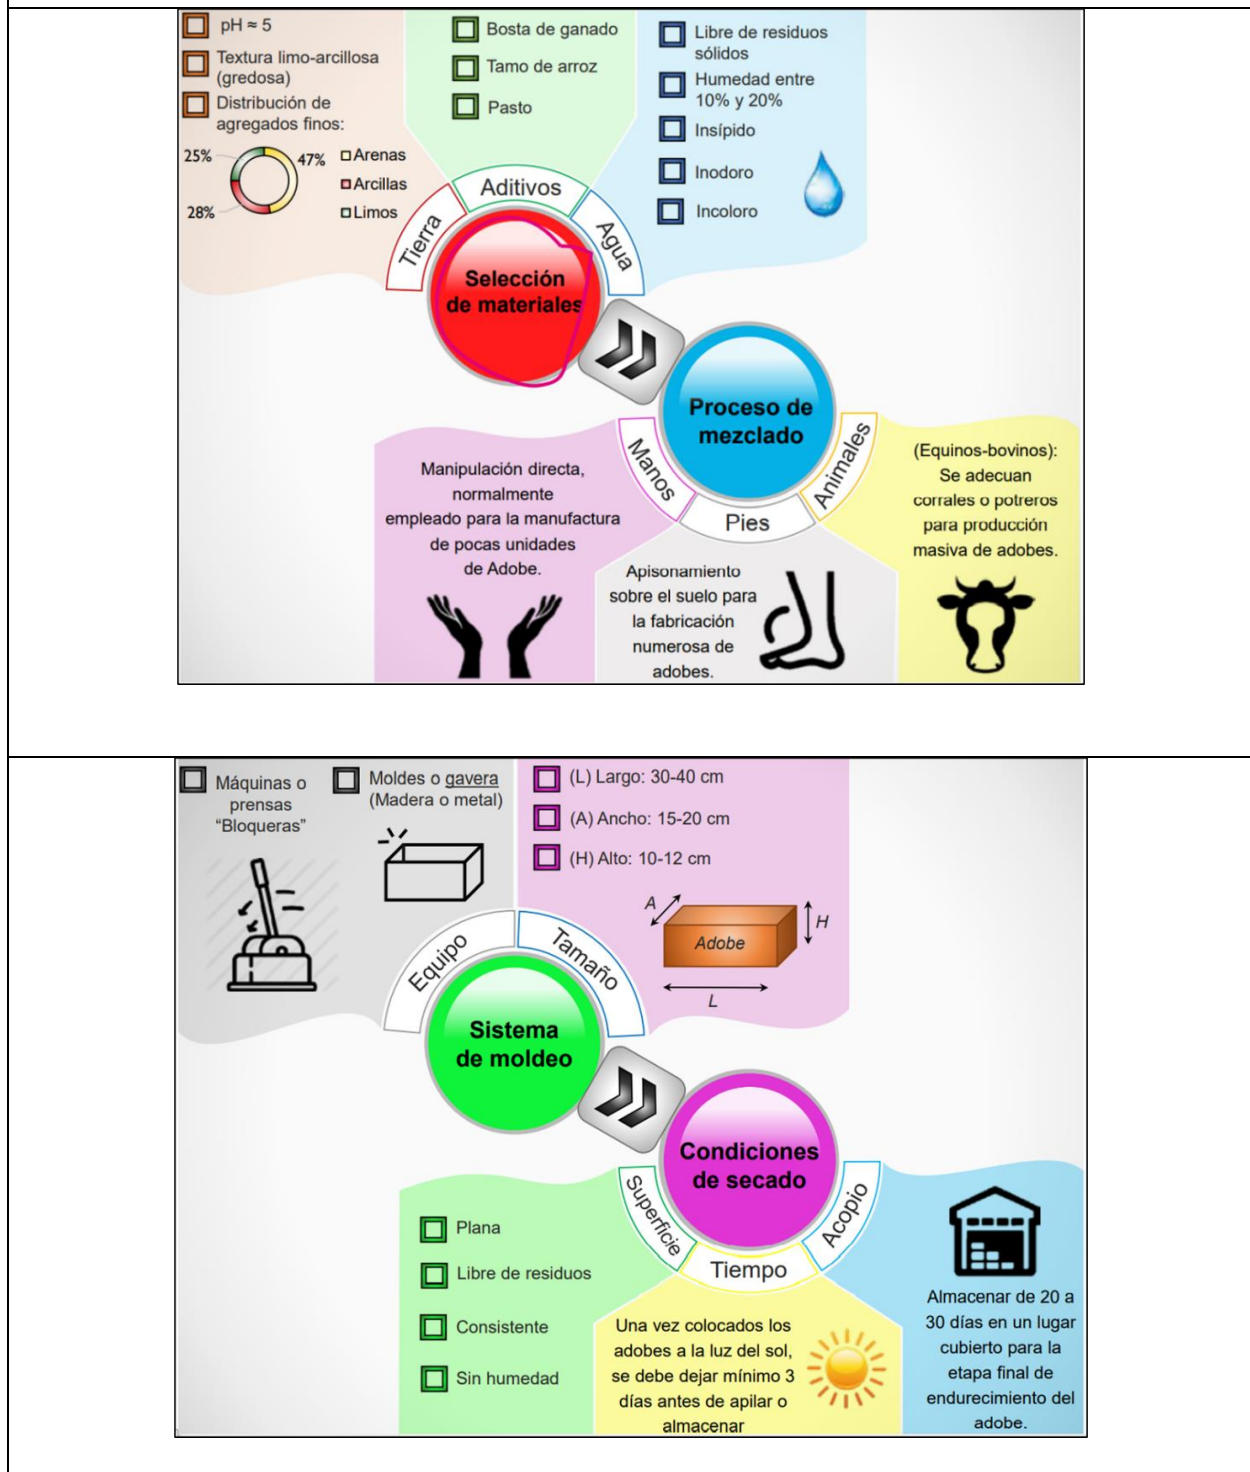 pH ≈ 5
Textura limo-arcillosa
(gredosa)
Distribución de
agregados finos:
25%
47%
28%
Arenas
Arcillas
Limos
Bosta de ganado
Tamo de arroz
Pasto
Libre de residuos
sólidos
Humedad entre
10% y 20%
Insípido
Inodoro
Incoloro
Tierra
Aditivos
Agua
Selección
de materiales
Proceso de
mezclado
Manos
Pies
Animales
Manipulación directa,
normalmente
empleado para la manufactura
de pocas unidades
de Adobe.
Apisonamiento
sobre el suelo para
la fabricación
numerosa de
adobes.
(Equinos-bovinos):
Se adecuan
corrales o potreros
para producción
masiva de adobes.
Máquinas o
prensas
“Bloqueras”
Moldes o gavera
(Madera o metal)
(L) Largo: 30-40 cm
(A) Ancho: 15-20 cm
(H) Alto: 10-12 cm
A
H
Adobe
L
Equipo
Tamaño
Sistema
de moldeo
Condiciones
de secado
Superficie
Tiempo
Acopio
Plana
Libre de residuos
Consistente
Sin humedad
Una vez colocados los
adobes a la luz del sol,
se debe dejar mínimo 3
días antes de apilar o
almacenar
Almacenar de 20 a
30 días en un lugar
cubierto para la
etapa final de
endurecimiento del
adobe.